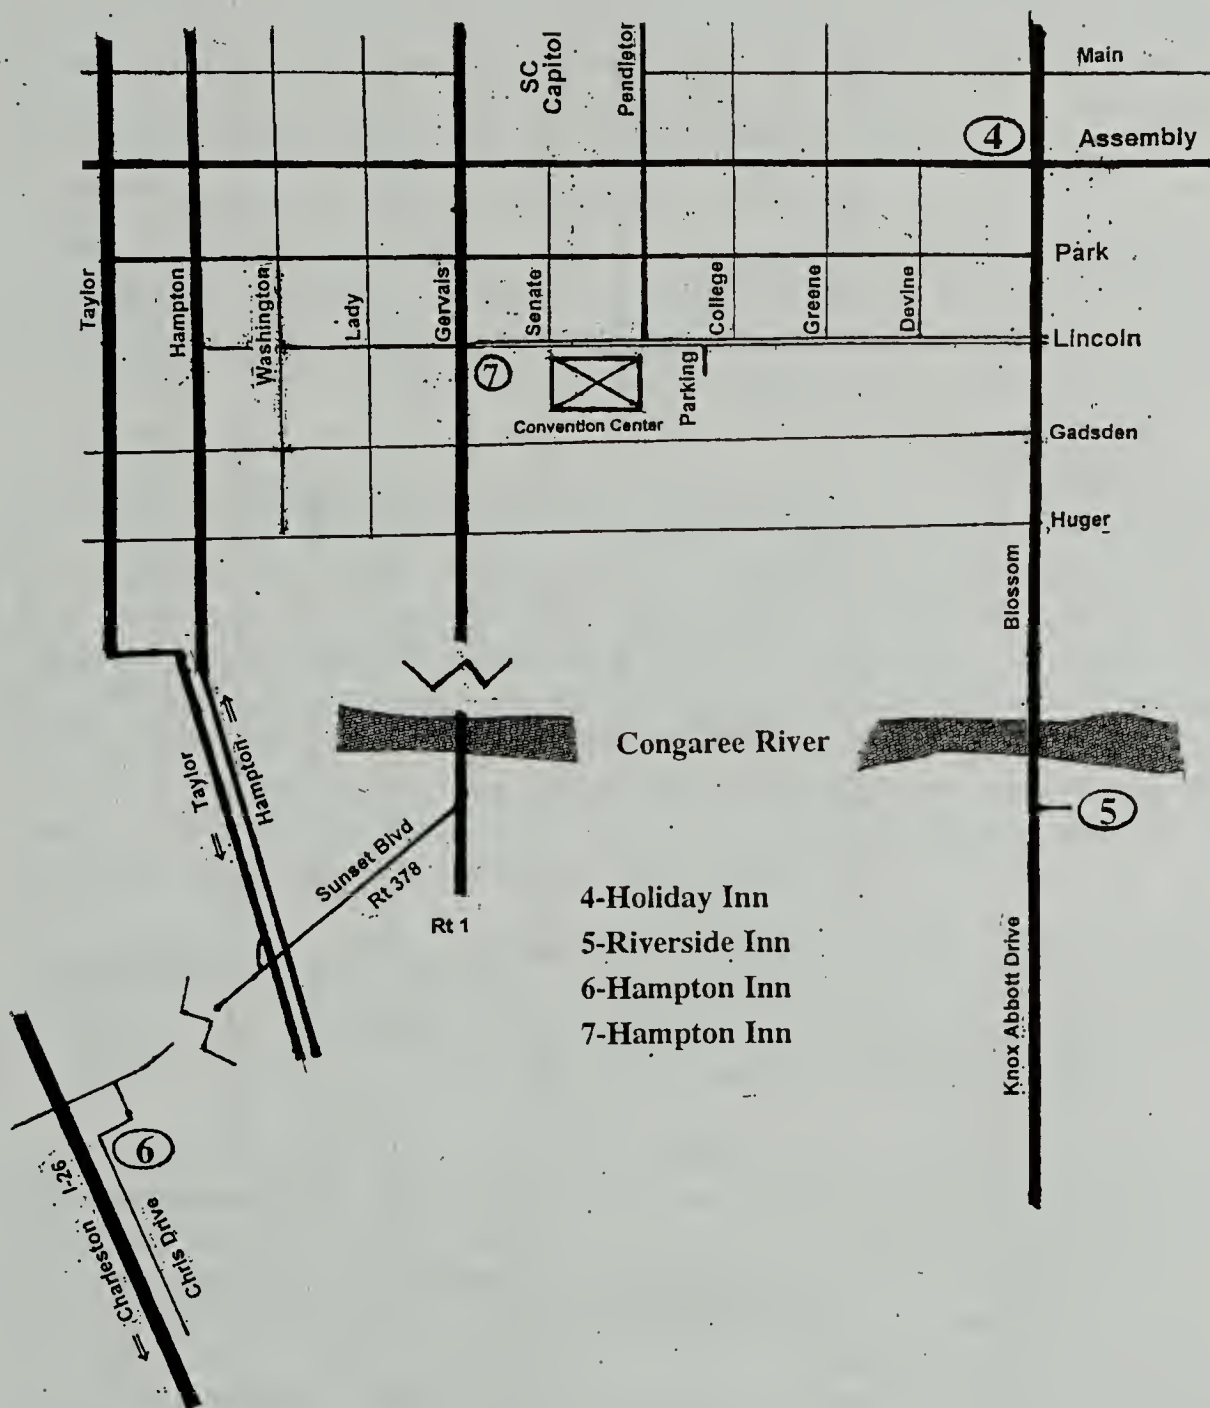 Main
SC
Capitol
Pendleton
4
Assembly
Park
Taylor
Hampton
Washington
Lady
Gervais
Senate
College
Greene
Devine
Lincoln
7
Parking
Convention Center
Gadsden
Huger
Blossom
Taylor
Hampton
Congaree River
5
Sunset Blvd
Rt 378
Rt 1
4-Holiday Inn
5-Riverside Inn
6-Hampton Inn
7-Hampton Inn
Knox Abbott Drive
6
I-26
Charleston
Chris Drive